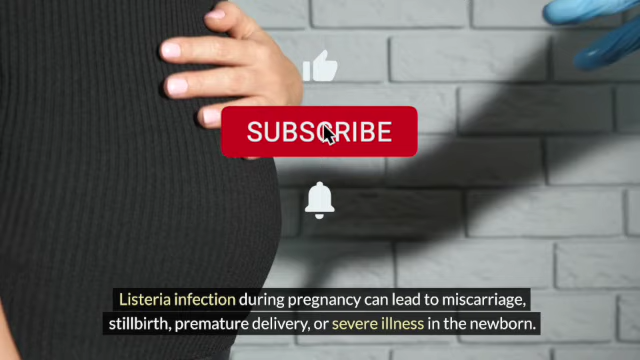 SUBSCRIBE
Listeria infection during pregnancy can lead to miscarriage,
stillbirth, premature delivery, or severe illness in the newborn.